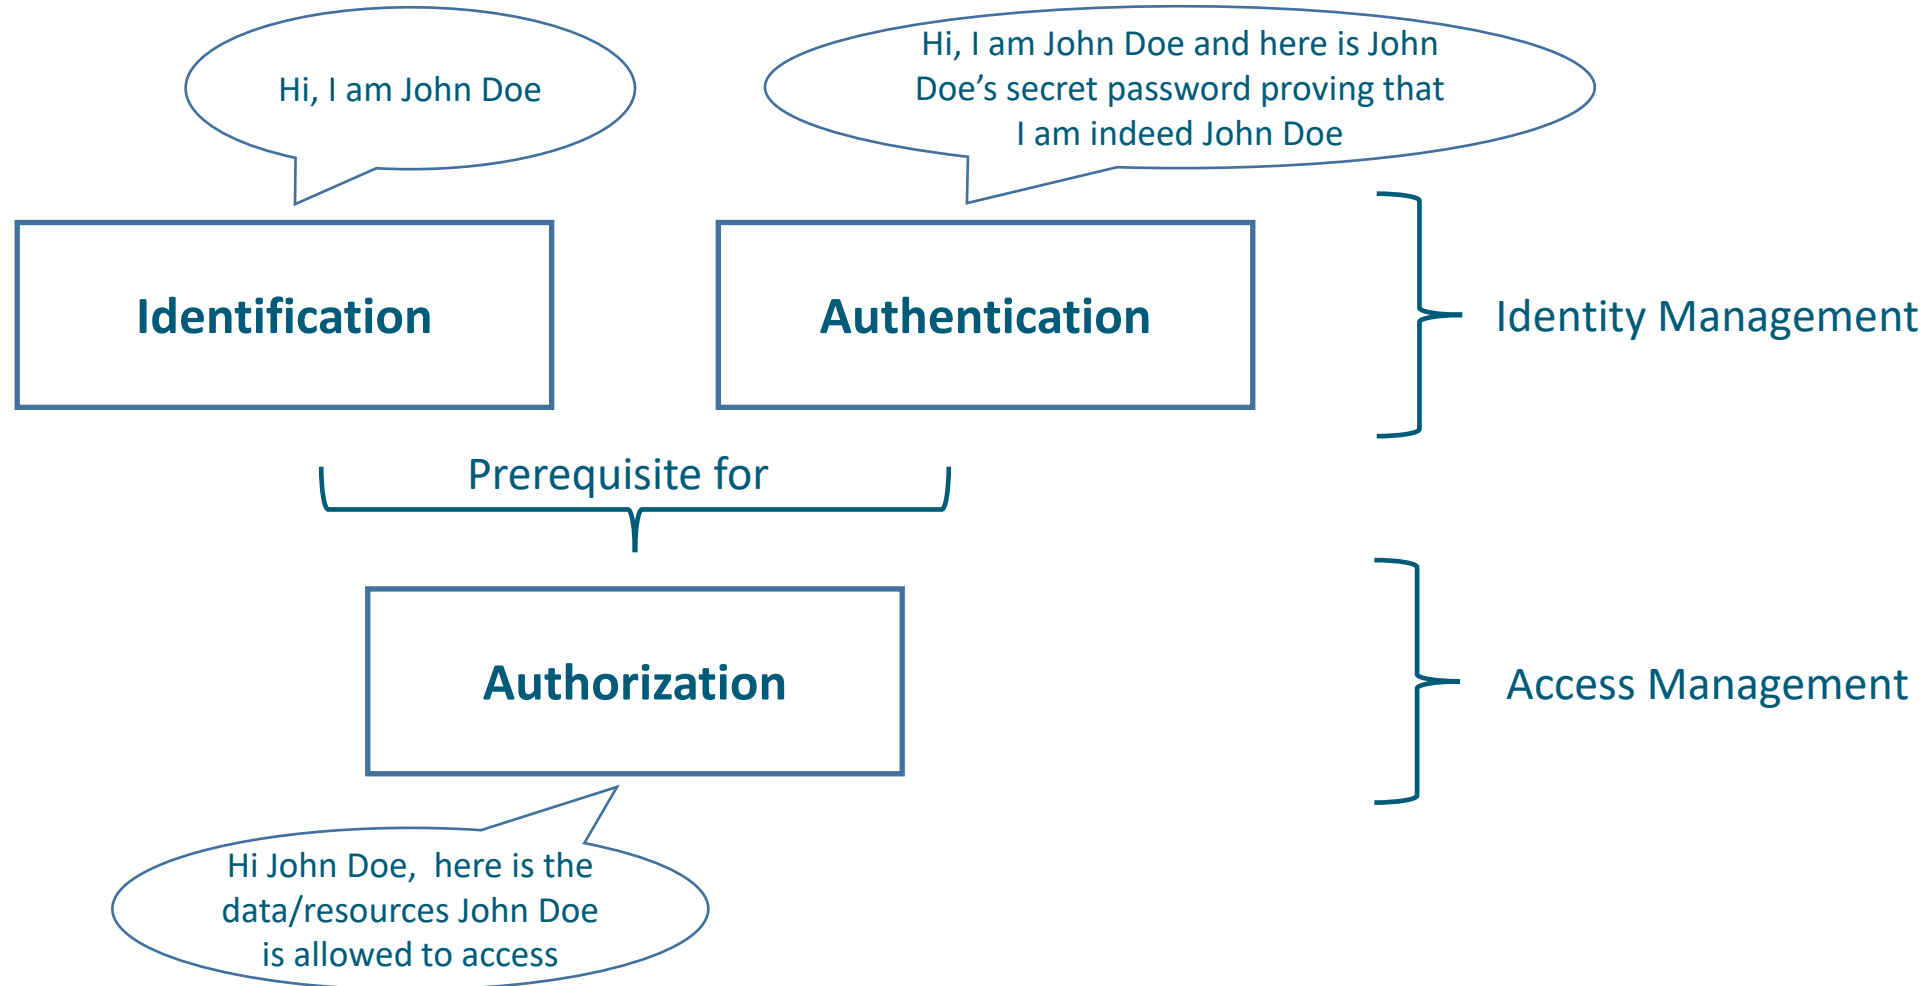 Hi, I am John Doe
Hi, I am John Doe and here is John
Doe’s secret password proving that
I am indeed John Doe
Identification
Authentication
Identity Management
Prerequisite for
Authorization
Access Management
Hi John Doe,  here is the
data/resources John Doe
is allowed to access